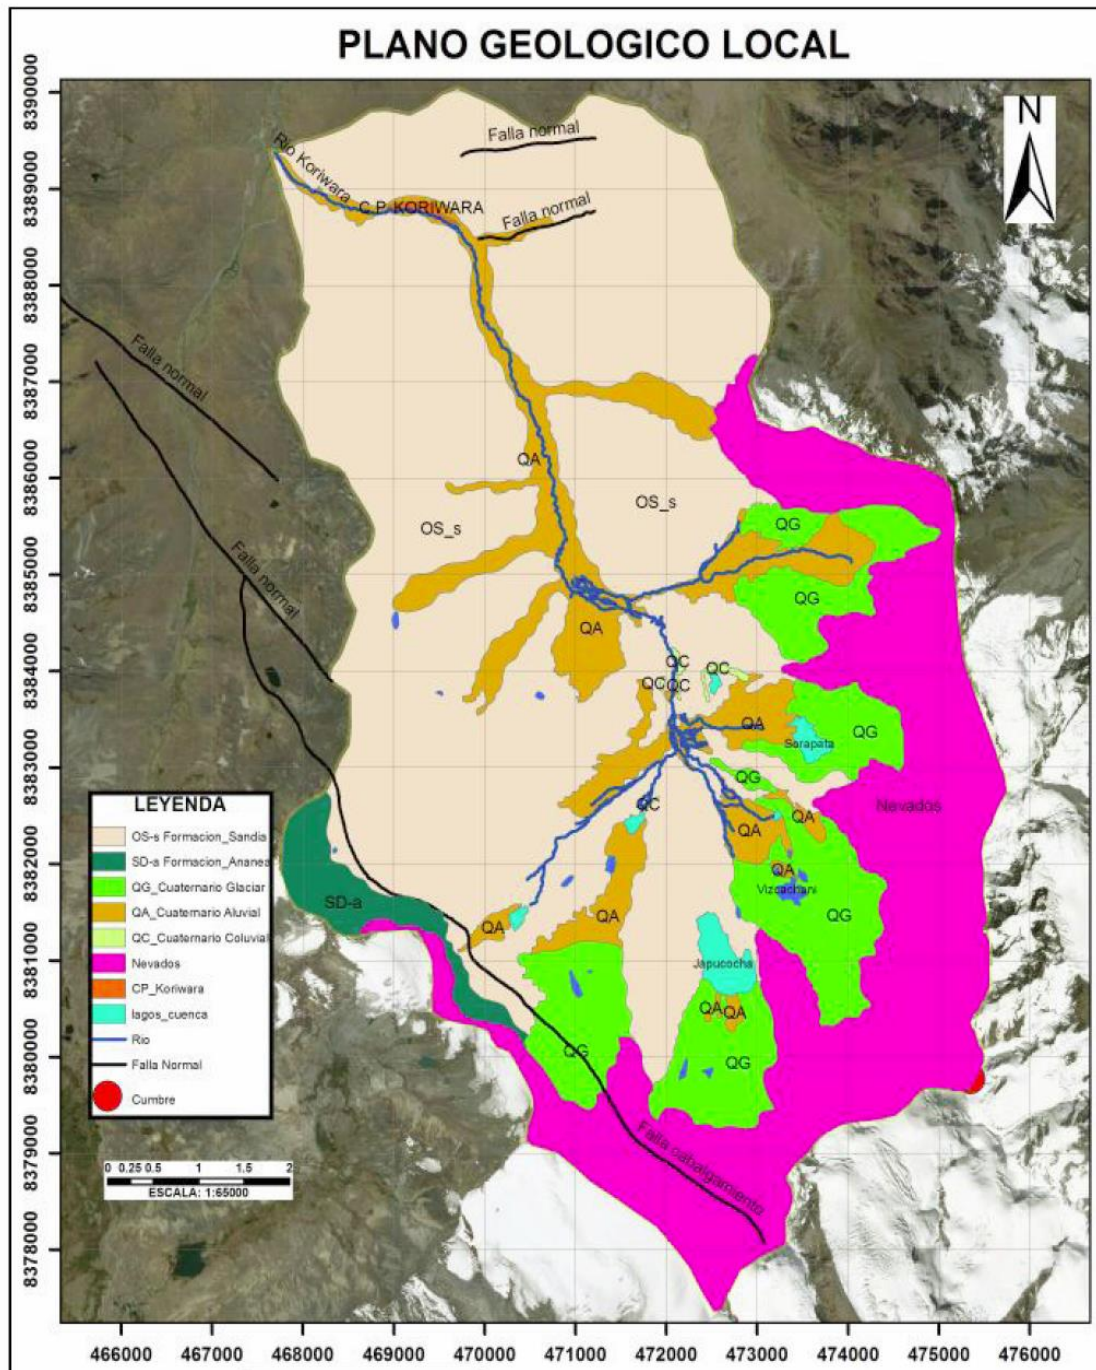 PLANO GEOLOGICO LOCAL
8390000
8389000
8388000
8387000
8386000
8385000
8384000
8383000
8382000
8381000
8380000
8379000
8378000
N
Falla normal
Rio Koriwara
C.P_KORIWARA
Falla normal
Falla normal
QA
OS_s
OS_s
QG
Falla normal
QG
QA
QC
QC
QC
QC
QA
QG
Sarapata
QG
Nevados
QC
QA
QA
QA
Vizcachani
SD-a
QA
QA
QG
Japucocha
QA
QA
QG
QG
Falla cabalgamiento
LEYENDA
OS-s Formacion_Sandia
SD-a Formacion_Ananea
QG_Cuaternario Glaciar
QA_Cuaternario Aluvial
QC_Cuaternario Coluvial
Nevados
CP_Koriwara
lagos_cuenca
Rio
Falla Normal
Cumbre
0 0.25 0.5 1 1.5 2
ESCALA: 1:65000
466000 467000 468000 469000 470000 471000 472000 473000 474000 475000 476000